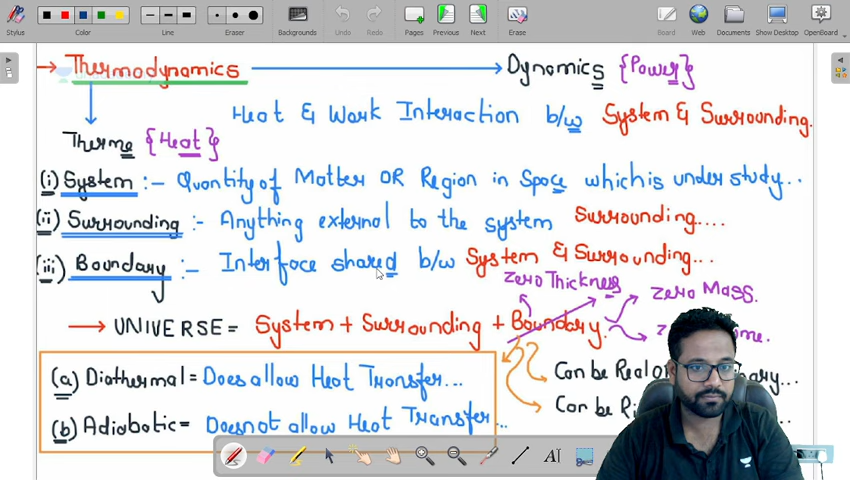 Stylus Color Line Eraser Backgrounds Undo Redo Pages Previous Next Erase Board Web Documents Show Desktop OpenBoard
→ Thermodynamics → Dynamics {Power}
Heat & Work Interaction b/w System & Surrounding.
Therme {Heat}
(i) System :- Quantity of Matter OR Region in Space which is under study...
(ii) Surrounding :- Anything external to the system Surrounding....
(iii) Boundary :- Interface shared b/w System & Surrounding...
Zero Thickness
Zero Mass.
→ UNIVERSE = System + Surrounding + Boundary.
(a) Diathermal = Does allow Heat Transfer...
Can be Real or
(b) Adiabatic = Does not allow Heat Transfer...
Can be